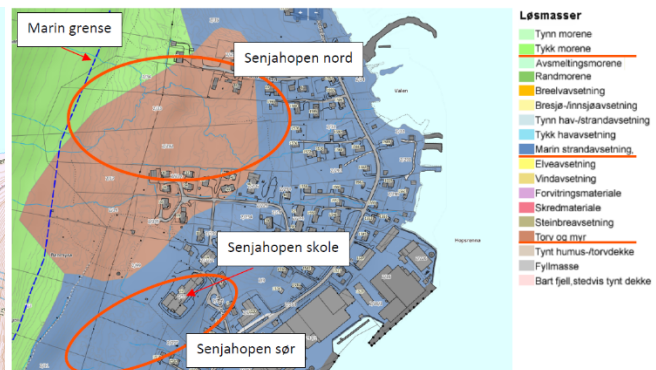 Marin grense
Senjahopen nord
Senjahopen skole
Senjahopen sør
Løsmasser
Tynn morene
Tykk morene
Avsmeltingsmorene
Randmorene
Breelvavsetning
Bresjø-/innsjøavsetning
Tynn hav-/strandavsetning
Tykk havavsetning
Marin strandavsetning,
Elveavsetning
Vindavsetning
Forvitringsmateriale
Skredmateriale
Steinbreavsetning
Torv og myr
Tynt humus-/torvdekke
Fyllmasse
Bart fjell,stedvis tynt dekke